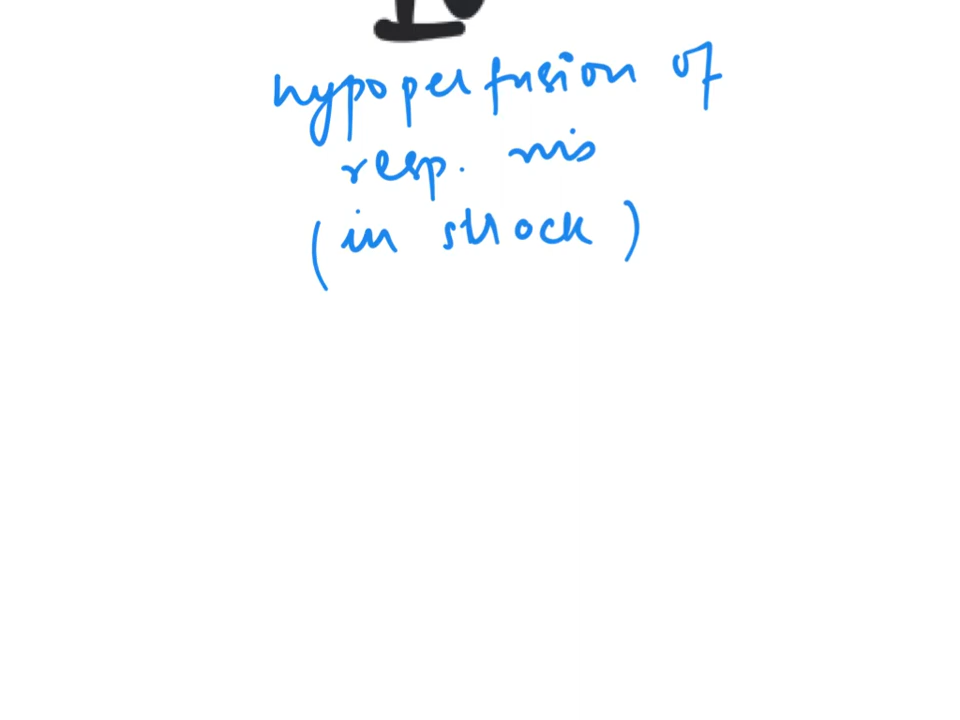 hypoperfusion of
resp. ms
(in shock)